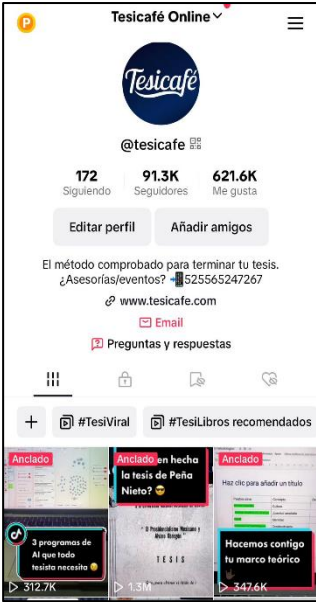 P
Tesicafé Online
Tesicafé
@tesicafe
172 91.3K 621.6K
Siguiendo Seguidores Me gusta
Editar perfil Añadir amigos
El método comprobado para terminar tu tesis.
¿Asesorías/eventos? 525565247267
www.tesicafe.com
Email
Preguntas y respuestas
+ #TesiViral #TesiLibros recomendados
Anclado
3 programas de
AI que todo
tesista necesita
312.7K
Anclado en hecha
la tesis de Peña
Nieto?
TESIS
1.3M
Anclado
Haz clic para añadir un título
Hacemos contigo
tu marco teórico
347.6K